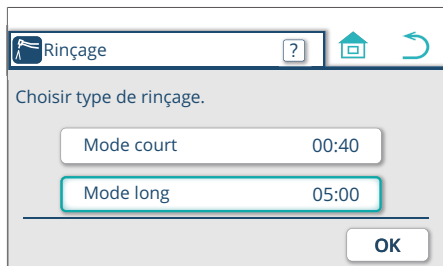 Rinçage ?
Choisir type de rinçage.
Mode court 00:40
Mode long 05:00
OK